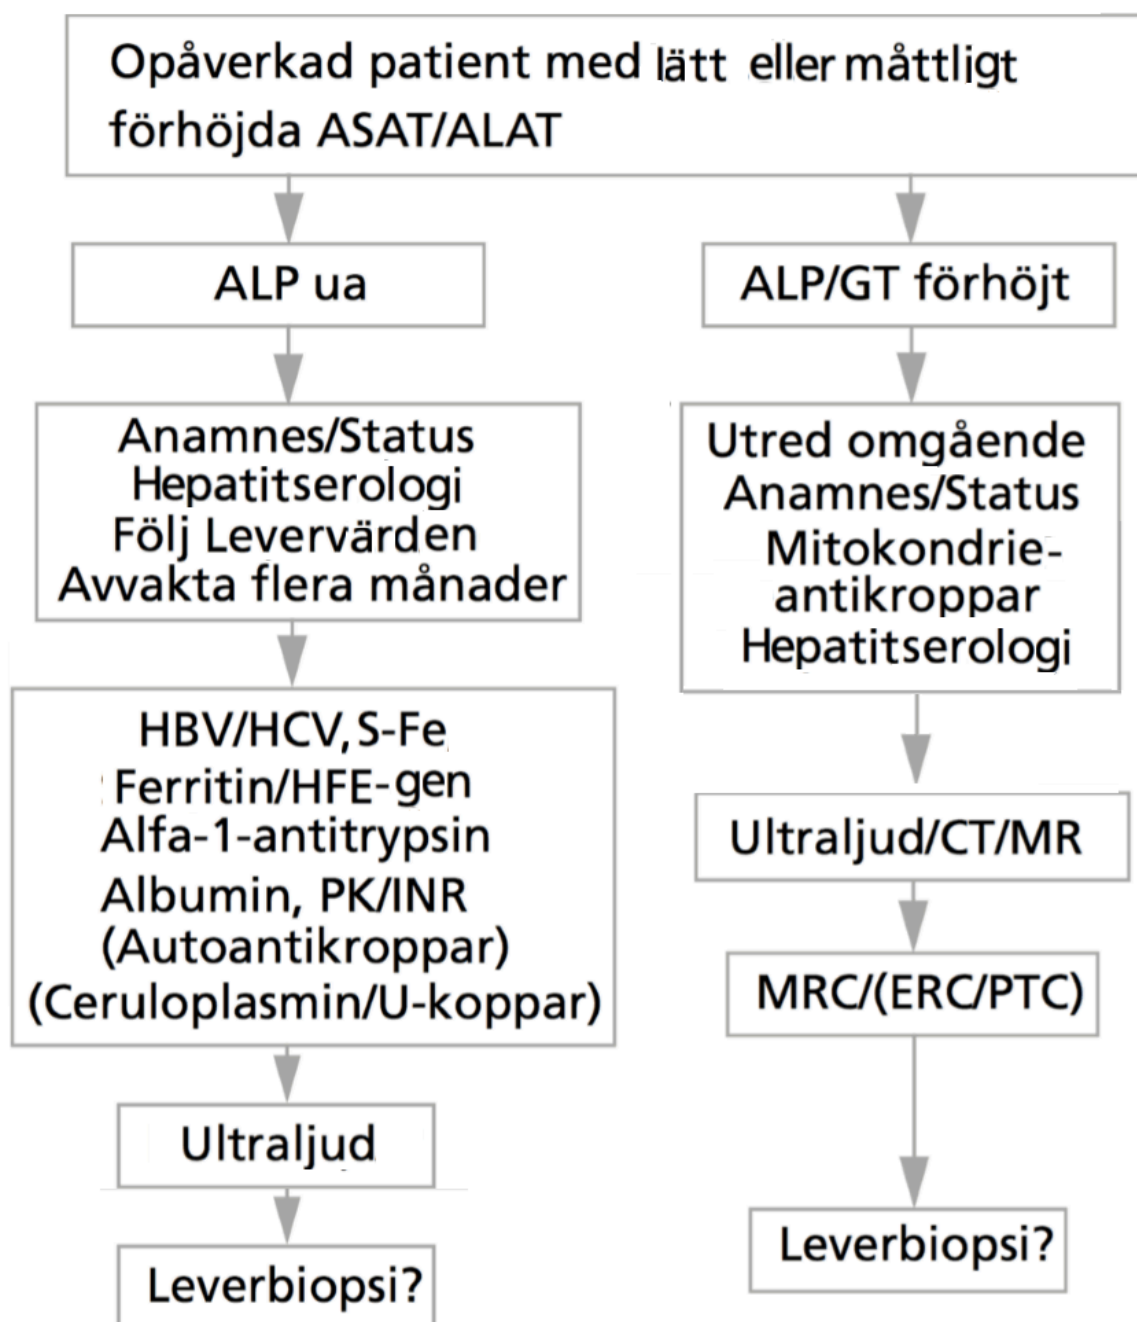 Opåverkad patient med lätt eller måttligt
förhöjda ASAT/ALAT
ALP ua
Anamnes/Status
Hepatitserologi
Följ Levervärden
Avvakta flera månader
HBV/HCV, S-Fe
Ferritin/HFE-gen
Alfa-1-antitrypsin
Albumin, PK/INR
(Autoantikroppar)
(Ceruloplasmin/U-koppar)
Ultraljud
Leverbiopsi?
ALP/GT förhöjt
Utred omgående
Anamnes/Status
Mitokondrie-
antikroppar
Hepatitserologi
Ultraljud/CT/MR
MRC/(ERC/PTC)
Leverbiopsi?